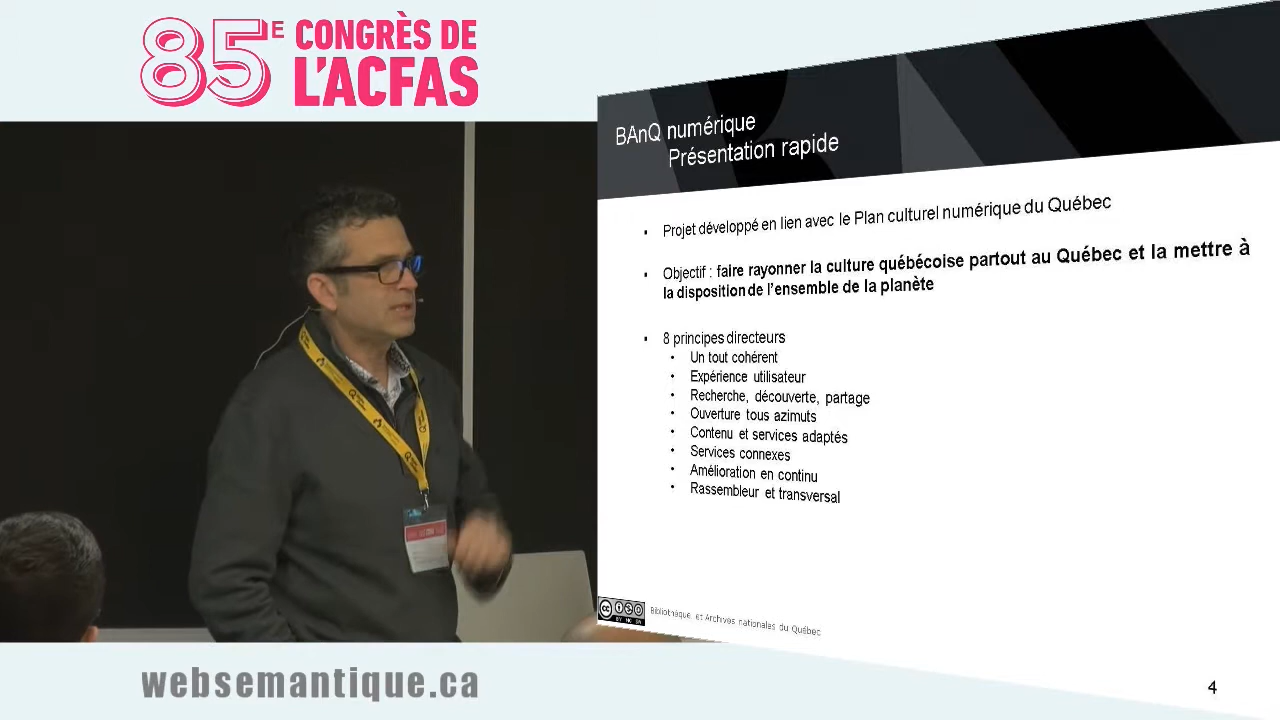 85E CONGRÈS DE
L'ACFAS
BAnQ numérique
Présentation rapide
Projet développé en lien avec le Plan culturel numérique du Québec
Objectif : faire rayonner la culture québécoise partout au Québec et la mettre à
la disposition de l'ensemble de la planète
8 principes directeurs
Un tout cohérent
Expérience utilisateur
Recherche, découverte, partage
Ouverture tous azimuts
Contenu et services adaptés
Services connexes
Amélioration en continu
Rassembleur et transversal
Bibliothèque et Archives nationales du Québec
4
websemantique.ca